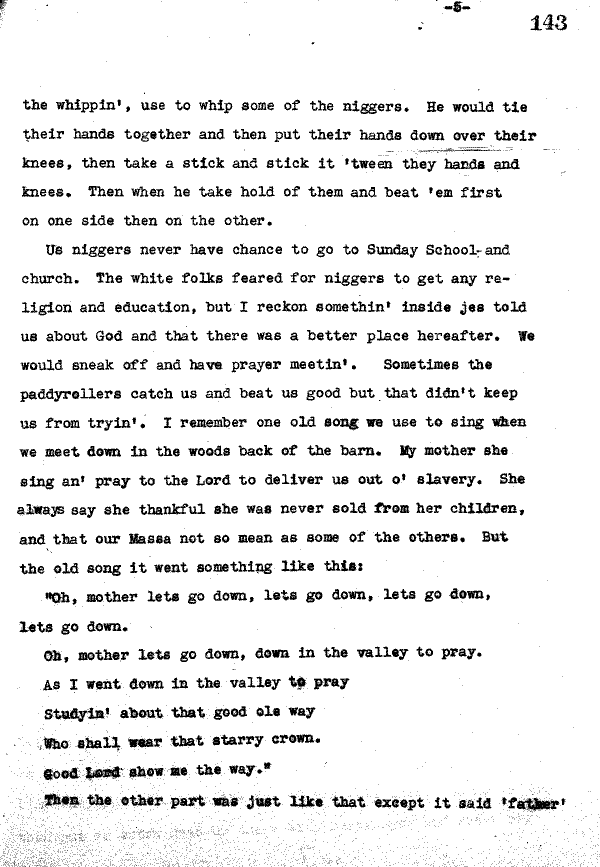 -5-
143
the whippin', use to whip some of the niggers. He would tie
their hands together and then put their hands down over their
knees, then take a stick and stick it 'tween they hands and
knees. Then when he take hold of them and beat 'em first
on one side then on the other.
Us niggers never have chance to go to Sunday School and
church. The white folks feared for niggers to get any re-
ligion and education, but I reckon somethin' inside jes told
us about God and that there was a better place hereafter. We
would sneak off and have prayer meetin'. Sometimes the
paddyrollers catch us and beat us good but that didn't keep
us from tryin'. I remember one old song we use to sing when
we meet down in the woods back of the barn. My mother she
sing an' pray to the Lord to deliver us out o' slavery. She
always say she thankful she was never sold from her children,
and that our Massa not so mean as some of the others. But
the old song it went something like this:
"Oh, mother lets go down, lets go down, lets go down,
lets go down.
Oh, mother lets go down, down in the valley to pray.
As I went down in the valley to pray
Studyin' about that good ole way
Who shall wear that starry crown.
Good Lord show me the way."
Then the other part was just like that except it said 'father'